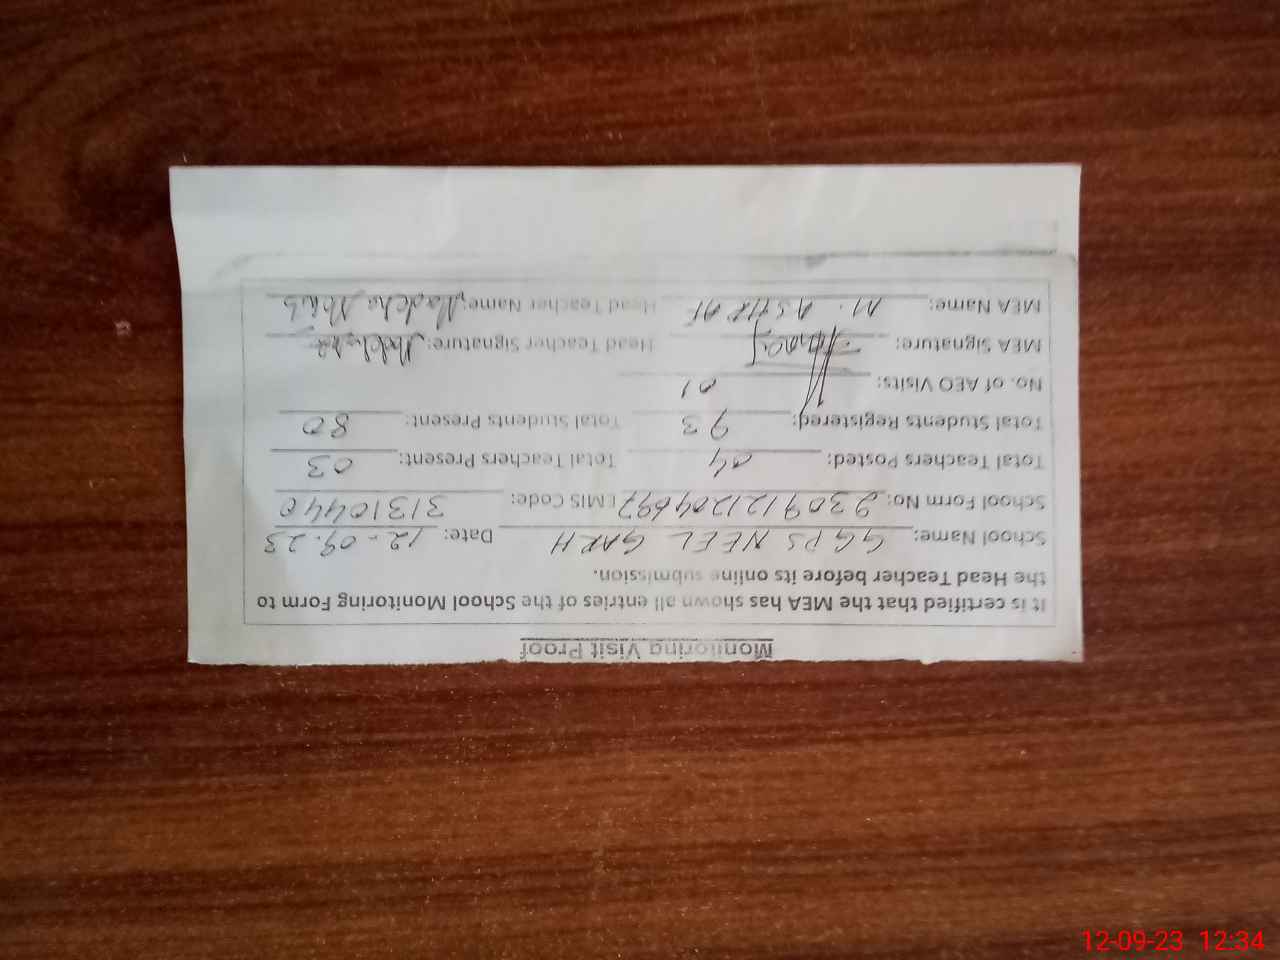 Monitoring Visit Proof
It is certified that the MEA has shown all entries of the School Monitoring Form to
the Head Teacher before its online submission.
School Name: GGPS NEEL GARH Date: 12-09-23
School Form No: 2309121204697 EMIS Code: 31310440
Total Teachers Posted: 04 Total Teachers Present: 03
Total Students Registered: 93 Total Students Present: 80
No. of AEO Visits: 01
MEA Signature: Head Teacher Signature:
MEA Name: M. ASHRAF Head Teacher Name:
12-09-23 12:34